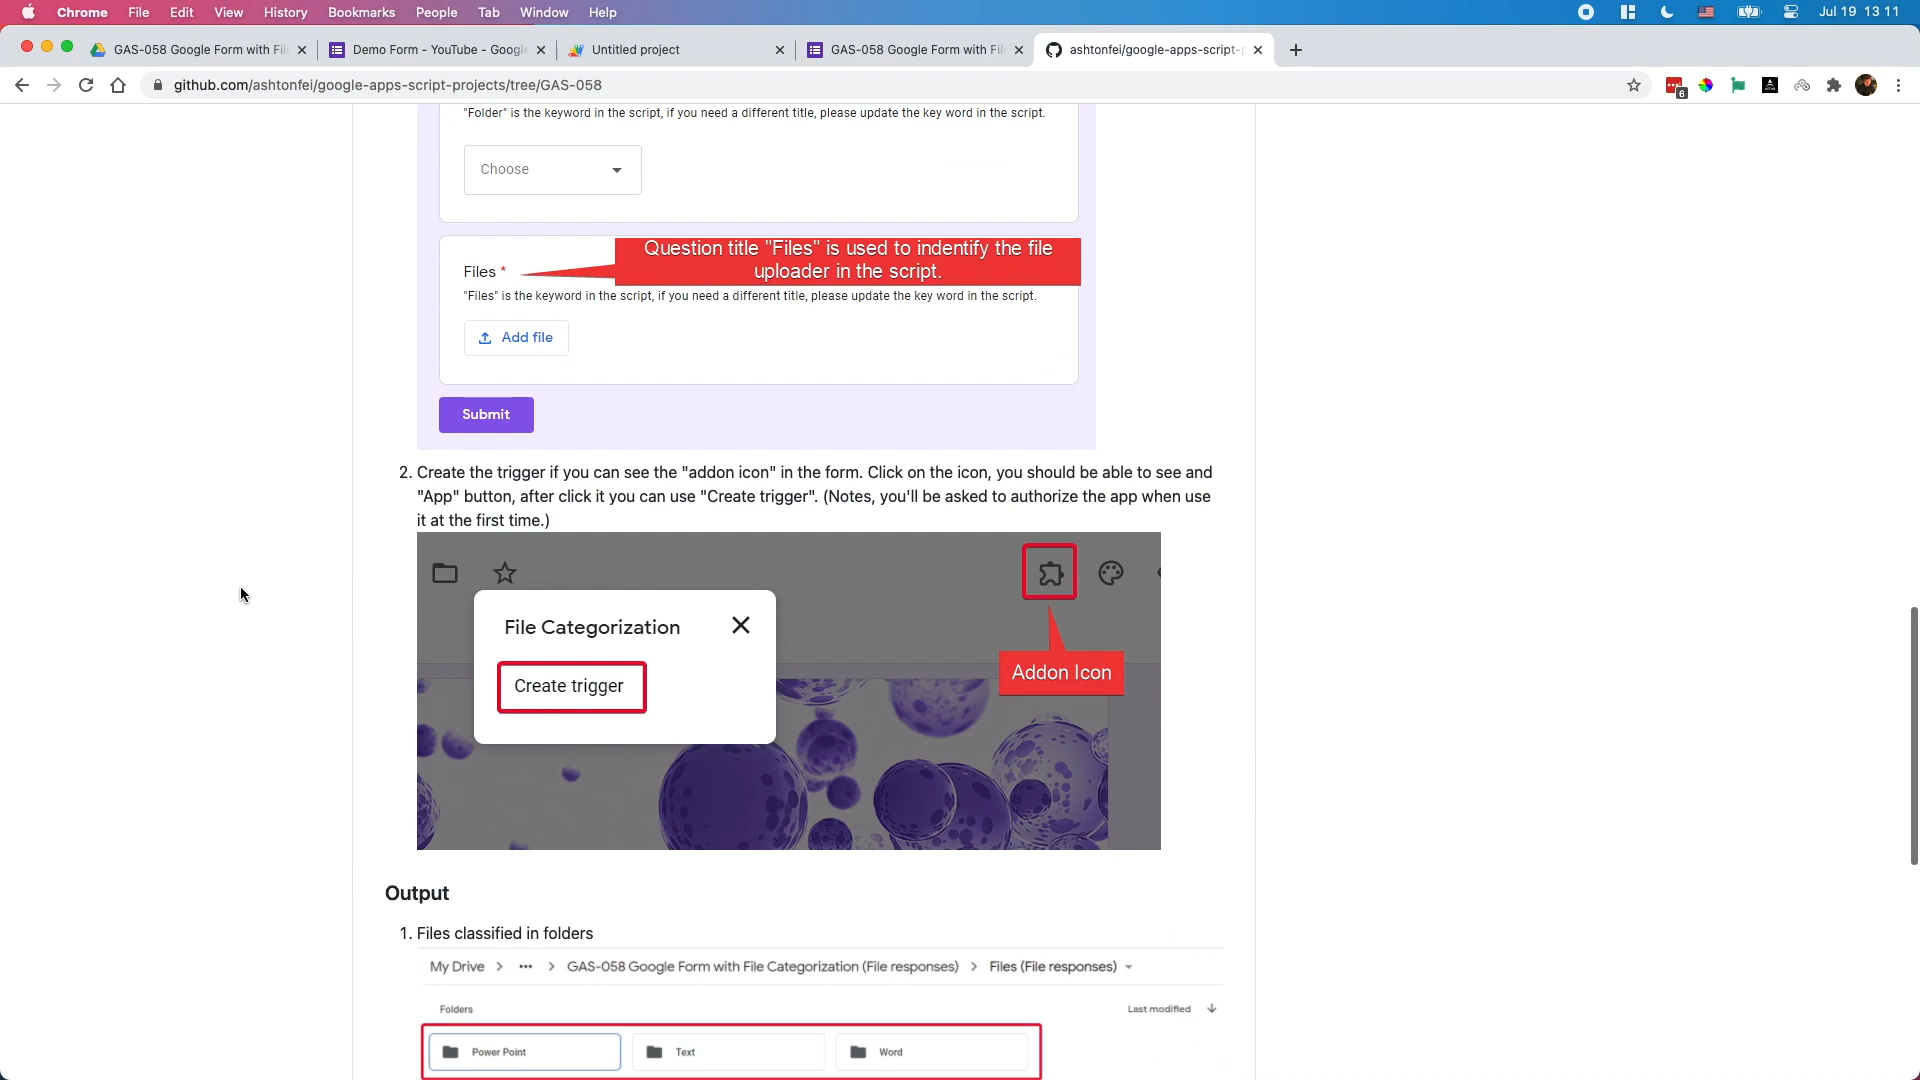 Chrome File Edit View History Bookmarks People Tab Window Help Jul 19 13 11
GAS-058 Google Form with Fil Demo Form - YouTube - Google Untitled project GAS-058 Google Form with Fil ashtonfei/google-apps-script-p
github.com/ashtonfei/google-apps-script-projects/tree/GAS-058 6
"Folder" is the keyword in the script, if you need a different title, please update the key word in the script.
Choose
Question title "Files" is used to indentify the file
uploader in the script.
Files *
"Files" is the keyword in the script, if you need a different title, please update the key word in the script.
Add file
Submit
2. Create the trigger if you can see the "addon icon" in the form. Click on the icon, you should be able to see and
"App" button, after click it you can use "Create trigger". (Notes, you'll be asked to authorize the app when use
it at the first time.)
File Categorization
Create trigger
Addon Icon
Output
1. Files classified in folders
My Drive > ••• > GAS-058 Google Form with File Categorization (File responses) > Files (File responses)
Folders Last modified
Power Point Text Word